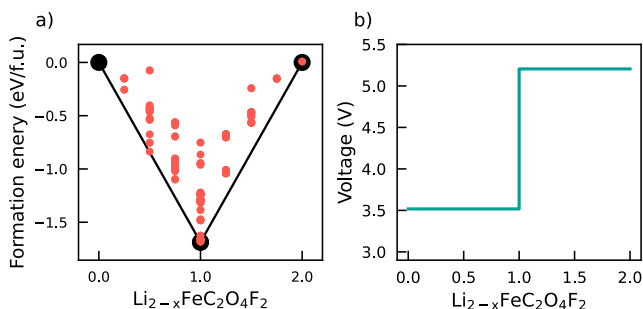 a)
Formation enery (eV/f.u.)
0.0
−0.5
−1.0
−1.5
0.0 1.0 2.0
Li₂₋ₓFeC₂O₄F₂
b)
Voltage (V)
5.5
5.0
4.5
4.0
3.5
3.0
0.0 0.5 1.0 1.5 2.0
Li₂₋ₓFeC₂O₄F₂